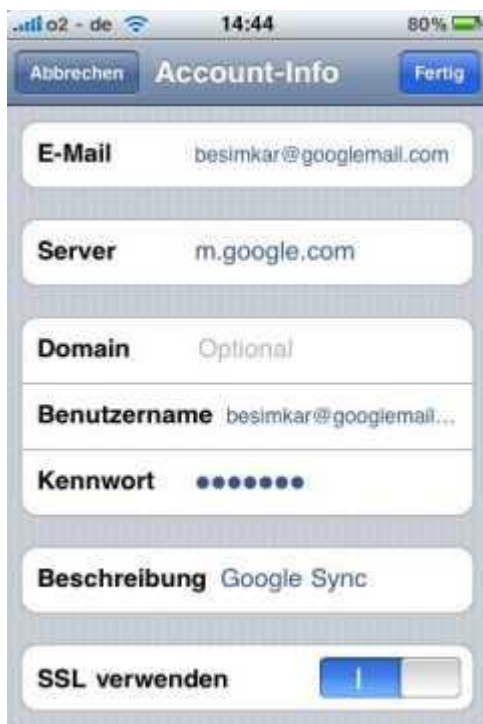 o2 - de 14:44 80%
Abbrechen Account-Info Fertig
E-Mail besimkar@googlemail.com
Server m.google.com
Domain Optional
Benutzername besimkar@googlemail...
Kennwort •••••••
Beschreibung Google Sync
SSL verwenden